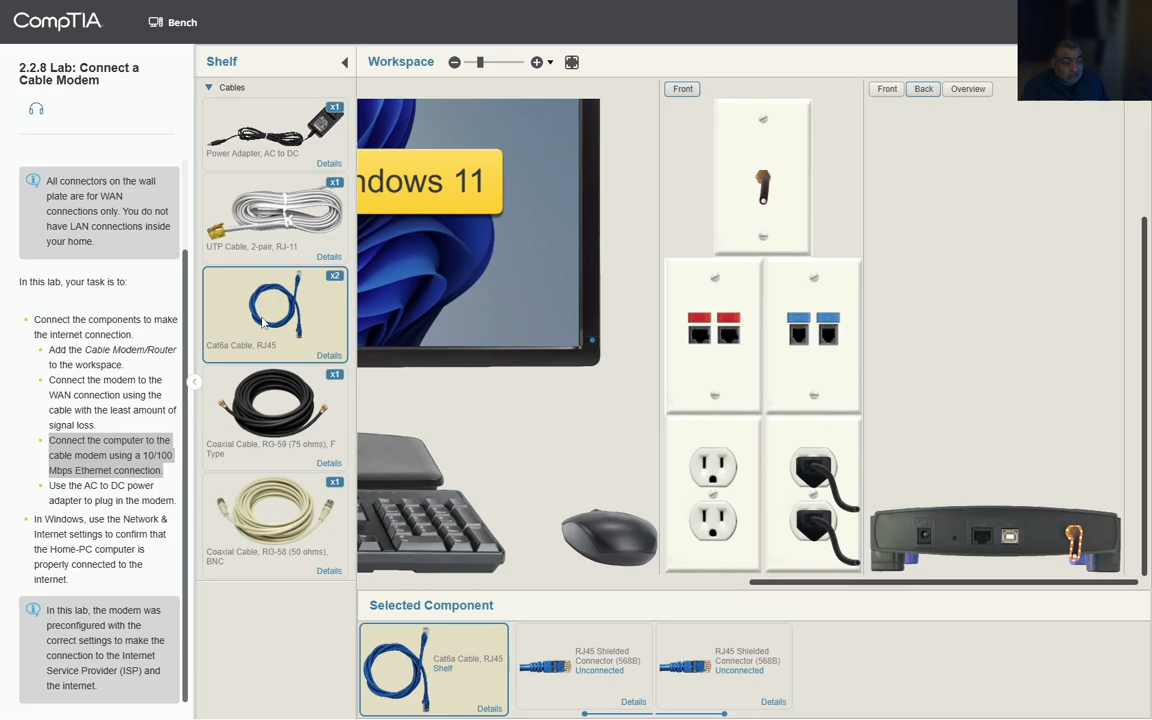 CompTIA.
Bench
2.2.8 Lab: Connect a
Cable Modem
All connectors on the wall
plate are for WAN
connections only. You do not
have LAN connections inside
your home.
In this lab, your task is to:
Connect the components to make
the internet connection.
Add the Cable Modem/Router
to the workspace.
Connect the modem to the
WAN connection using the
cable with the least amount of
signal loss.
Connect the computer to the
cable modem using a 10/100
Mbps Ethernet connection.
Use the AC to DC power
adapter to plug in the modem.
In Windows, use the Network &
Internet settings to confirm that
the Home-PC computer is
properly connected to the
internet.
In this lab, the modem was
preconfigured with the
correct settings to make the
connection to the Internet
Service Provider (ISP) and
the internet.
Shelf
Cables
x1
Power Adapter, AC to DC
Details
x1
UTP Cable, 2-pair, RJ-11
Details
x2
Cat6a Cable, RJ45
Details
x1
Coaxial Cable, RG-59 (75 ohms), F
Type
Details
x1
Coaxial Cable, RG-58 (50 ohms),
BNC
Details
Workspace
ndows 11
Front
Front
Back
Overview
Selected Component
Cat6a Cable, RJ45
Shelf
Details
RJ45 Shielded
Connector (568B)
Unconnected
Details
RJ45 Shielded
Connector (568B)
Unconnected
Details